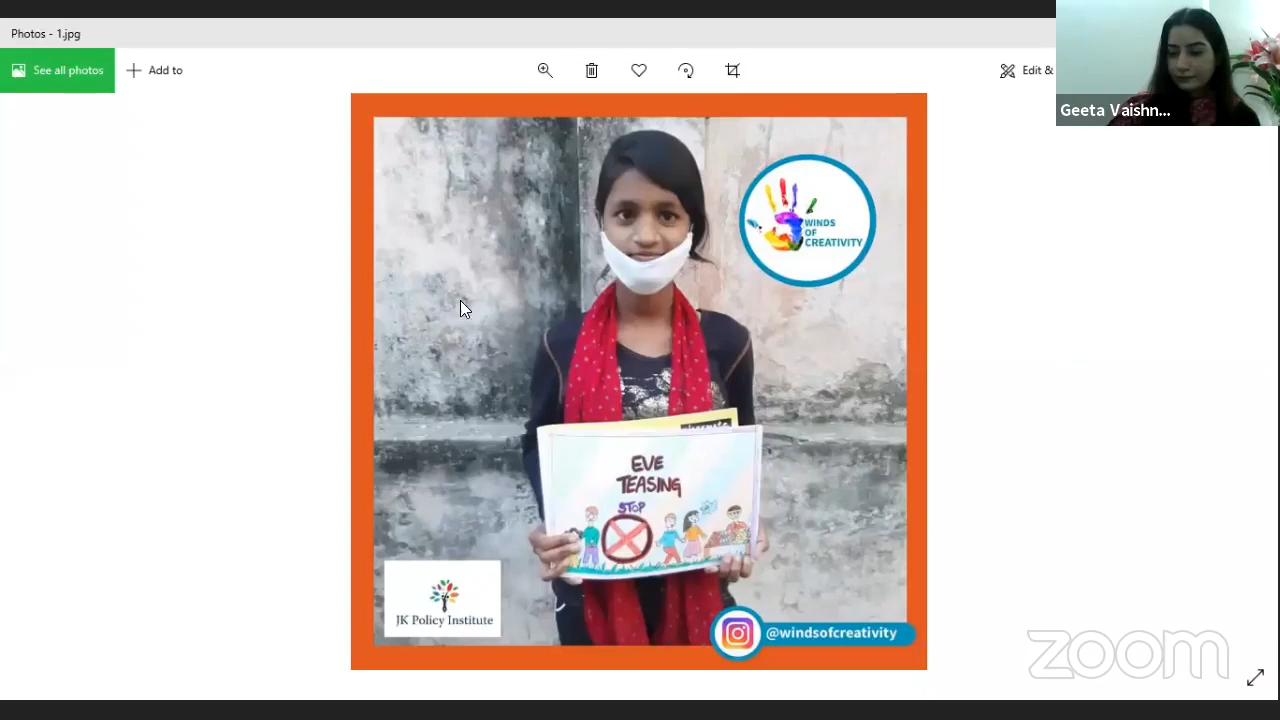 Photos - 1.jpg
See all photos
Add to
Edit &
Geeta Vaishn...
WINDS
OF
CREATIVITY
EVE
TEASING
STOP
JK Policy Institute
@windsofcreativity
zoom